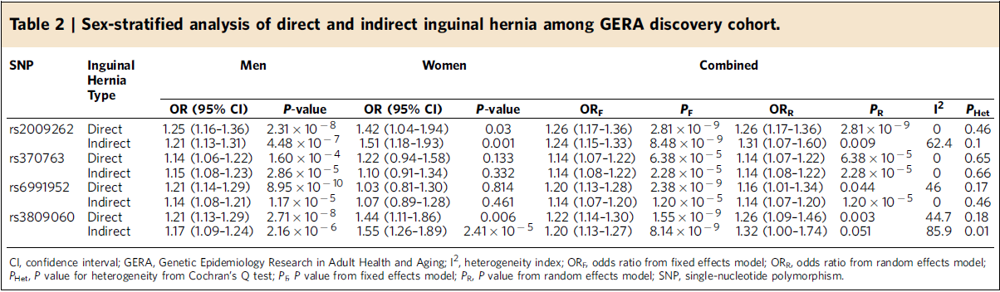 Table 2 | Sex-stratified analysis of direct and indirect inguinal hernia among GERA discovery cohort.
SNP Inguinal Hernia Type Men Women Combined
OR (95% CI) P-value OR (95% CI) P-value ORF PF ORR PR I² PHet
rs2009262 Direct 1.25 (1.16–1.36) 2.31 × 10⁻⁸ 1.42 (1.04–1.94) 0.03 1.26 (1.17–1.36) 2.81 × 10⁻⁹ 1.26 (1.17–1.36) 2.81 × 10⁻⁹ 0 0.46
Indirect 1.21 (1.13–1.31) 4.48 × 10⁻⁷ 1.51 (1.18–1.93) 0.001 1.24 (1.15–1.33) 8.48 × 10⁻⁹ 1.31 (1.07–1.60) 0.009 62.4 0.1
rs370763 Direct 1.14 (1.06–1.22) 1.60 × 10⁻⁴ 1.22 (0.94–1.58) 0.133 1.14 (1.07–1.22) 6.38 × 10⁻⁵ 1.14 (1.07–1.22) 6.38 × 10⁻⁵ 0 0.65
Indirect 1.15 (1.08–1.23) 2.86 × 10⁻⁵ 1.10 (0.91–1.34) 0.332 1.14 (1.08–1.22) 2.28 × 10⁻⁵ 1.14 (1.08–1.22) 2.28 × 10⁻⁵ 0 0.66
rs6991952 Direct 1.21 (1.14–1.29) 8.95 × 10⁻¹⁰ 1.03 (0.81–1.30) 0.814 1.20 (1.13–1.28) 2.38 × 10⁻⁹ 1.16 (1.01–1.34) 0.044 46 0.17
Indirect 1.14 (1.08–1.21) 1.17 × 10⁻⁵ 1.07 (0.89–1.28) 0.461 1.14 (1.07–1.20) 1.20 × 10⁻⁵ 1.14 (1.07–1.20) 1.20 × 10⁻⁵ 0 0.46
rs3809060 Direct 1.21 (1.13–1.29) 2.71 × 10⁻⁸ 1.44 (1.11–1.86) 0.006 1.22 (1.14–1.30) 1.55 × 10⁻⁹ 1.26 (1.09–1.46) 0.003 44.7 0.18
Indirect 1.17 (1.09–1.24) 2.16 × 10⁻⁶ 1.55 (1.26–1.89) 2.41 × 10⁻⁵ 1.20 (1.13–1.27) 8.14 × 10⁻⁹ 1.32 (1.00–1.74) 0.051 85.9 0.01
CI, confidence interval; GERA, Genetic Epidemiology Research in Adult Health and Aging; I², heterogeneity index; ORF, odds ratio from fixed effects model; ORR, odds ratio from random effects model;
PHet, P value for heterogeneity from Cochran's Q test; PF, P value from fixed effects model; PR, P value from random effects model; SNP, single-nucleotide polymorphism.